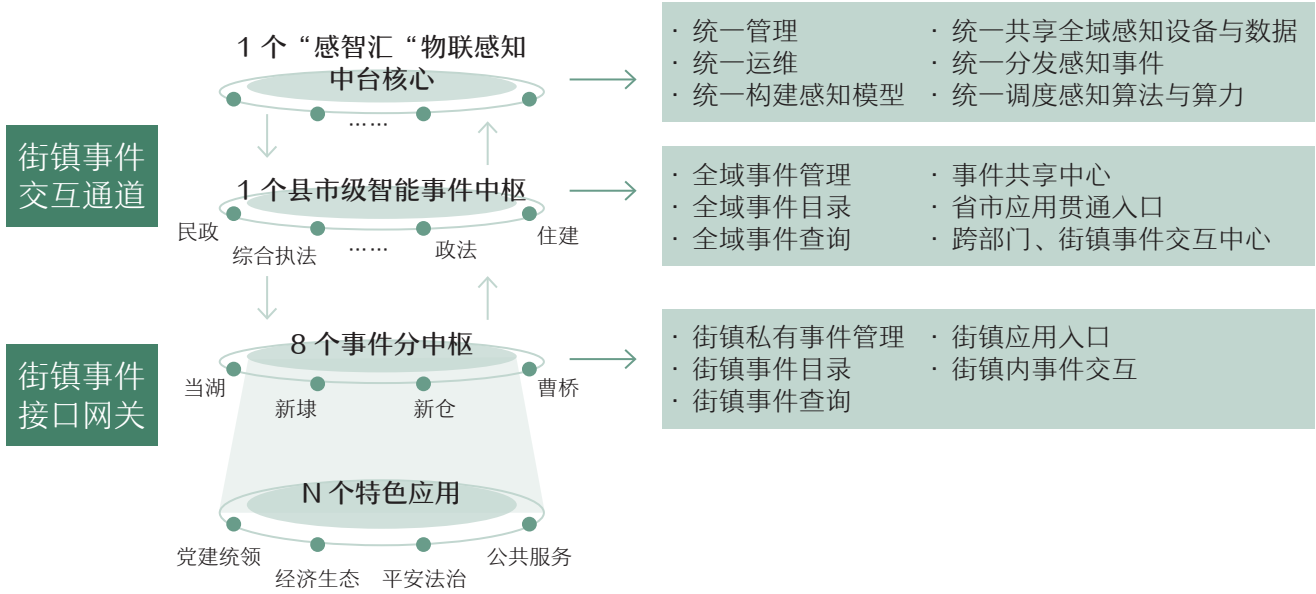 1 个 “感智汇 “物联感知
中台核心
……
· 统一管理
· 统一运维
· 统一构建感知模型
· 统一共享全域感知设备与数据
· 统一分发感知事件
· 统一调度感知算法与算力
街镇事件
交互通道
1 个县市级智能事件中枢
民政
综合执法
……
政法
住建
· 全域事件管理
· 全域事件目录
· 全域事件查询
· 事件共享中心
· 省市应用贯通入口
· 跨部门、街镇事件交互中心
街镇事件
接口网关
8 个事件分中枢
当湖
新埭
新仓
曹桥
· 街镇私有事件管理
· 街镇事件目录
· 街镇事件查询
· 街镇应用入口
· 街镇内事件交互
N 个特色应用
党建统领
经济生态
平安法治
公共服务